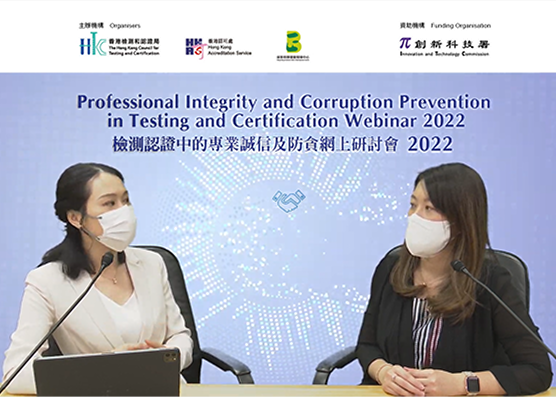 主辦機構 Organisers
資助機構 Funding Organisation
香港檢測和認證局
The Hong Kong Council for
Testing and Certification
香港認可處
Hong Kong
Accreditation Service
創新科技署
Innovation and Technology Commission
Professional Integrity and Corruption Prevention
in Testing and Certification Webinar 2022
檢測認證中的專業誠信及防貪網上研討會 2022